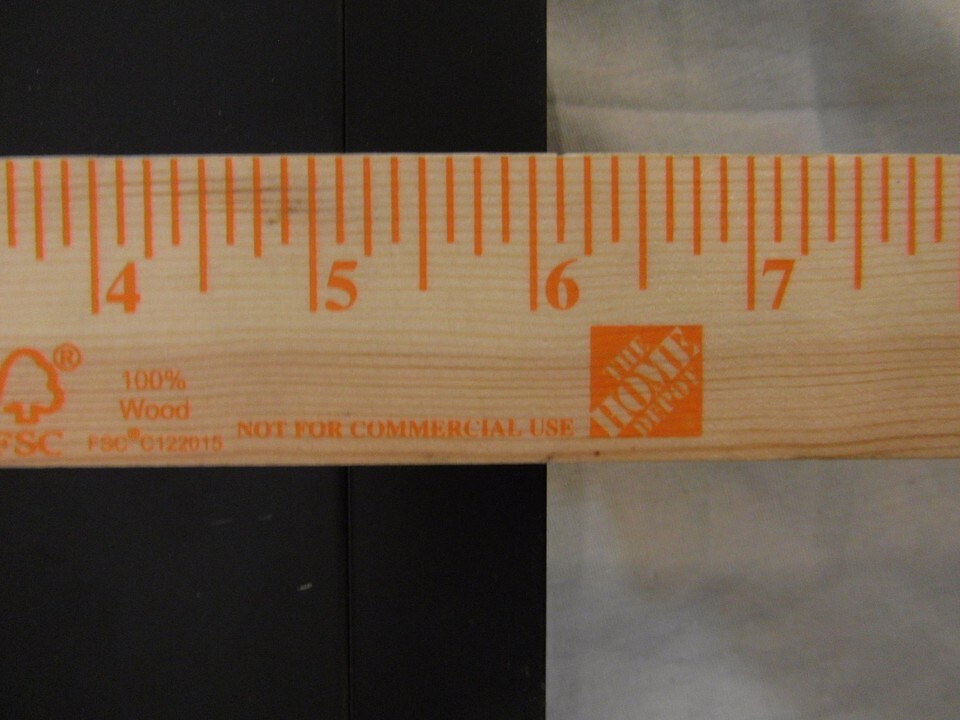 4 5 6 7
®
100%
Wood
FSC FSC®C122015
NOT FOR COMMERCIAL USE
THE
HOME
DEPOT